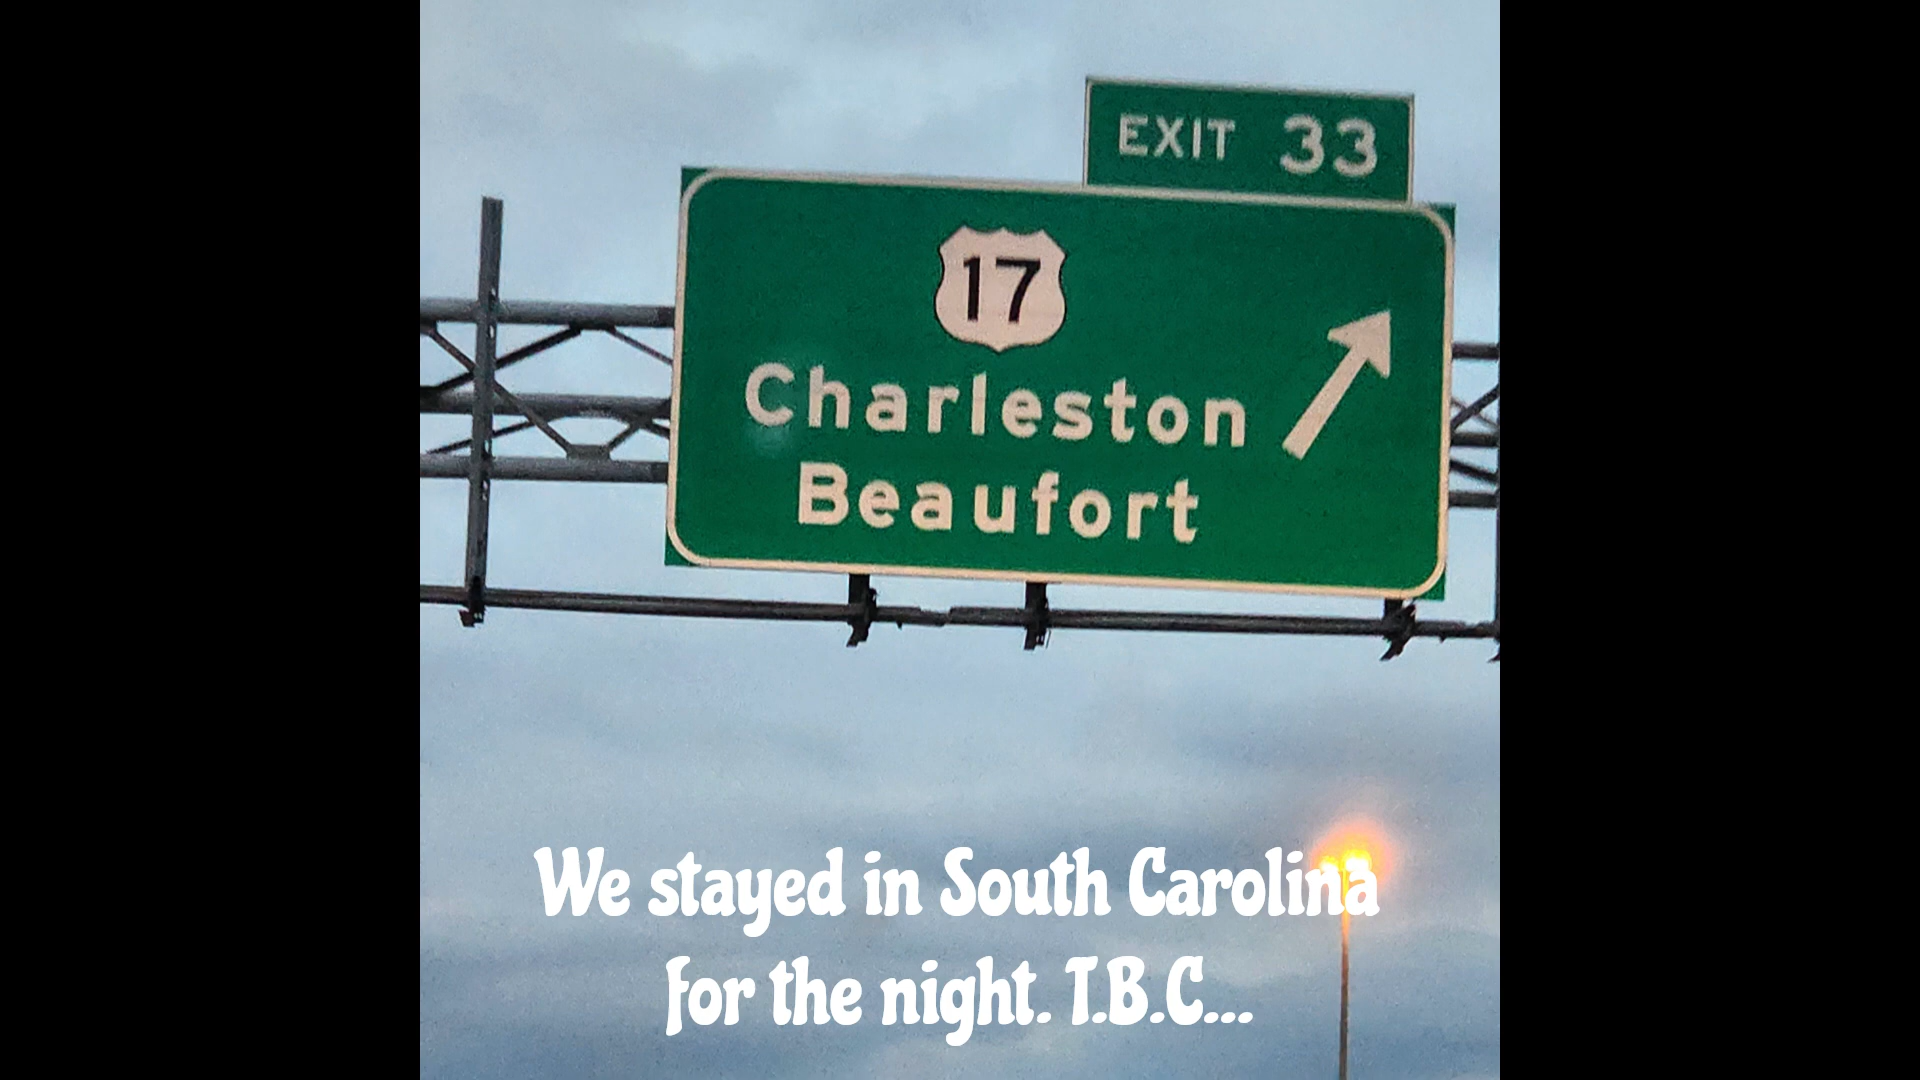 EXIT 33
17
Charleston
Beaufort
We stayed in South Carolina
for the night. T.B.C...